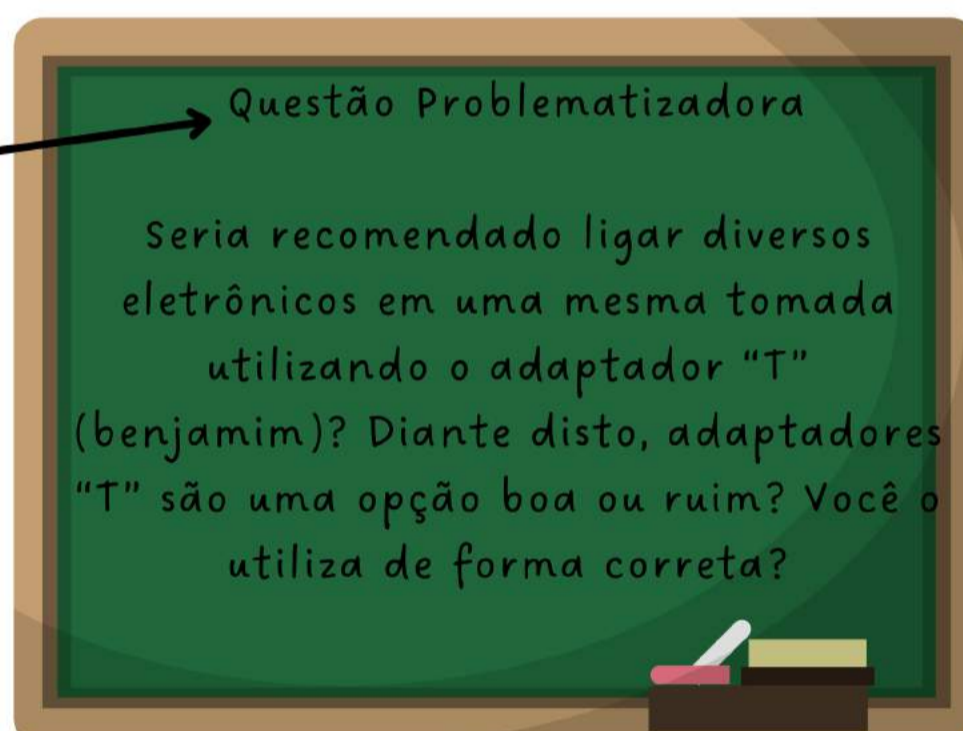 Questão Problematizadora
Seria recomendado ligar diversos
eletrônicos em uma mesma tomada
utilizando o adaptador "T"
(benjamim)? Diante disto, adaptadores
"T" são uma opção boa ou ruim? Você o
utiliza de forma correta?